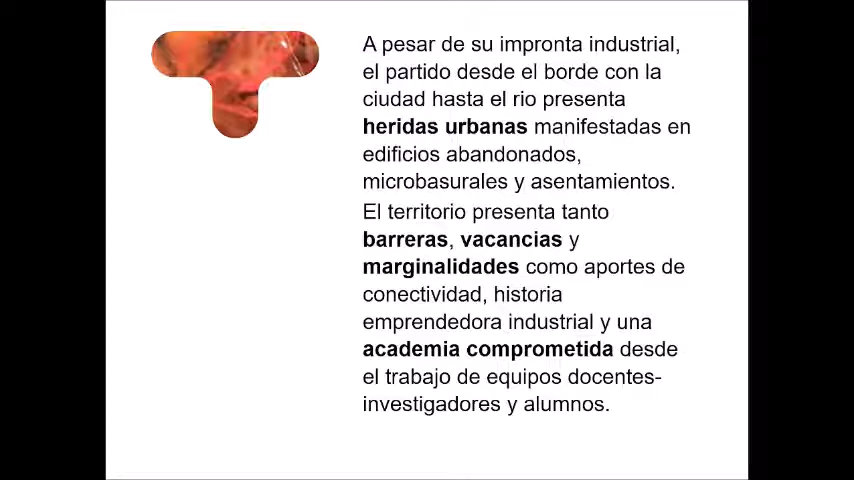 A pesar de su impronta industrial,
el partido desde el borde con la
ciudad hasta el rio presenta
heridas urbanas manifestadas en
edificios abandonados,
microbasurales y asentamientos.
El territorio presenta tanto
barreras, vacancias y
marginalidades como aportes de
conectividad, historia
emprendedora industrial y una
academia comprometida desde
el trabajo de equipos docentes-
investigadores y alumnos.